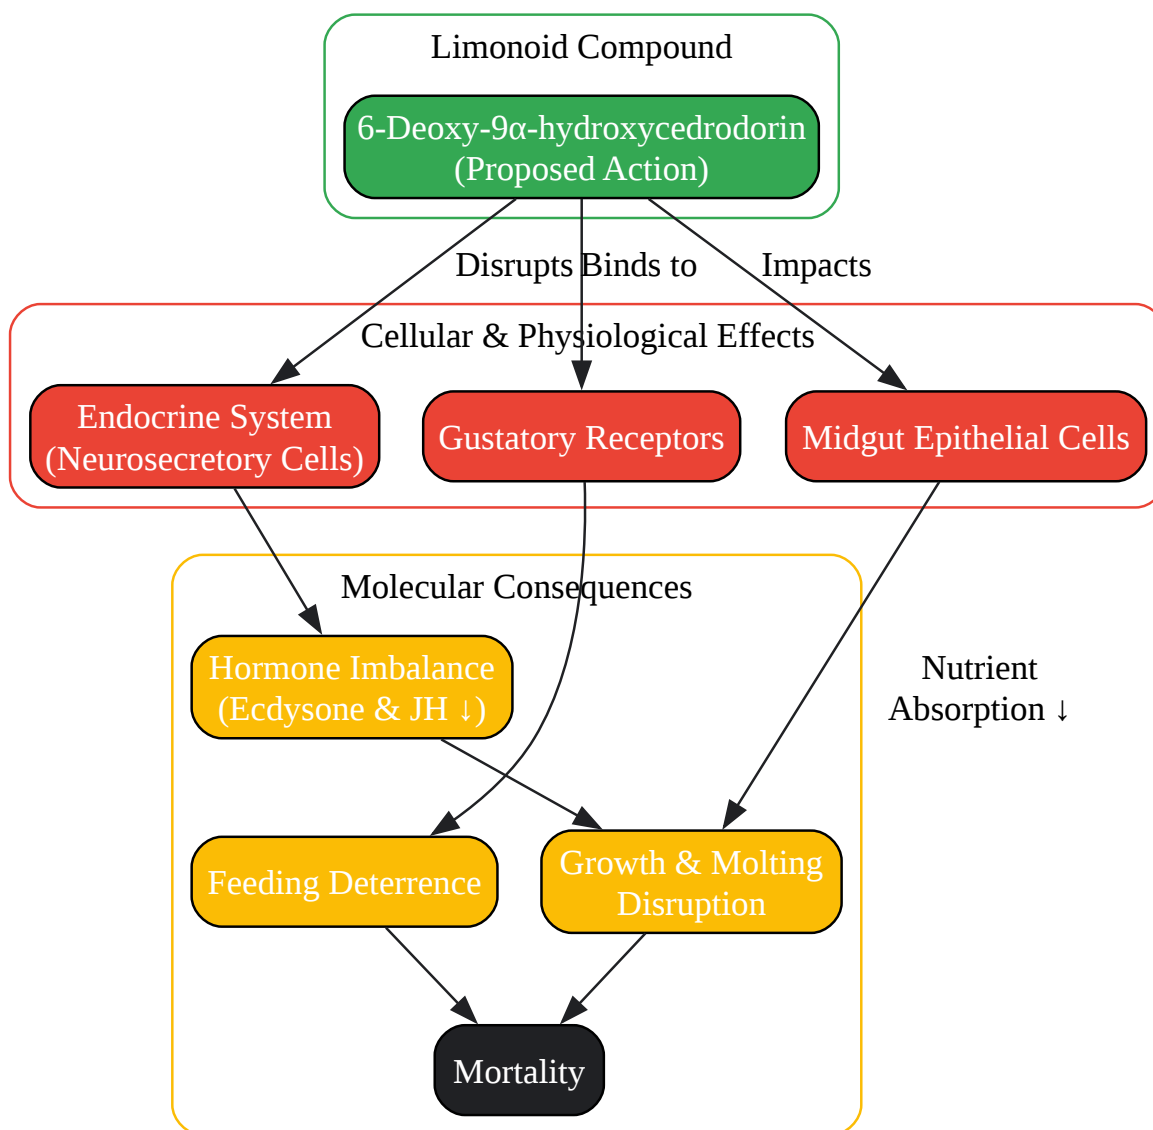 Limonoid Compound
6-Deoxy-9α-hydroxycedrodorin
(Proposed Action)
Disrupts
Binds to
Impacts
Cellular & Physiological Effects
Endocrine System
(Neurosecretory Cells)
Gustatory Receptors
Midgut Epithelial Cells
Molecular Consequences
Hormone Imbalance
(Ecdysone & JH ↓)
Nutrient
Absorption ↓
Feeding Deterrence
Growth & Molting
Disruption
Mortality